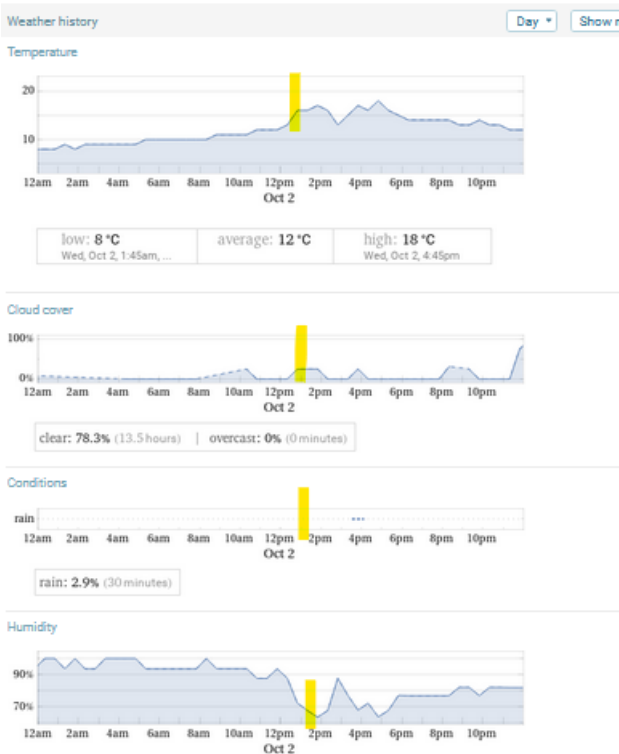 Weather history Day Show
Temperature
20
10
12am 2am 4am 6am 8am 10am 12pm 2pm 4pm 6pm 8pm 10pm
Oct 2
low: 8 °C average: 12 °C high: 18 °C
Wed, Oct 2, 1:45am, ... Wed, Oct 2, 4:45pm
Cloud cover
100%
0%
12am 2am 4am 6am 8am 10am 12pm 2pm 4pm 6pm 8pm 10pm
Oct 2
clear: 78.3% (13.5 hours) | overcast: 0% (0 minutes)
Conditions
rain
12am 2am 4am 6am 8am 10am 12pm 2pm 4pm 6pm 8pm 10pm
Oct 2
rain: 2.9% (30 minutes)
Humidity
90%
70%
12am 2am 4am 6am 8am 10am 12pm 2pm 4pm 6pm 8pm 10pm
Oct 2